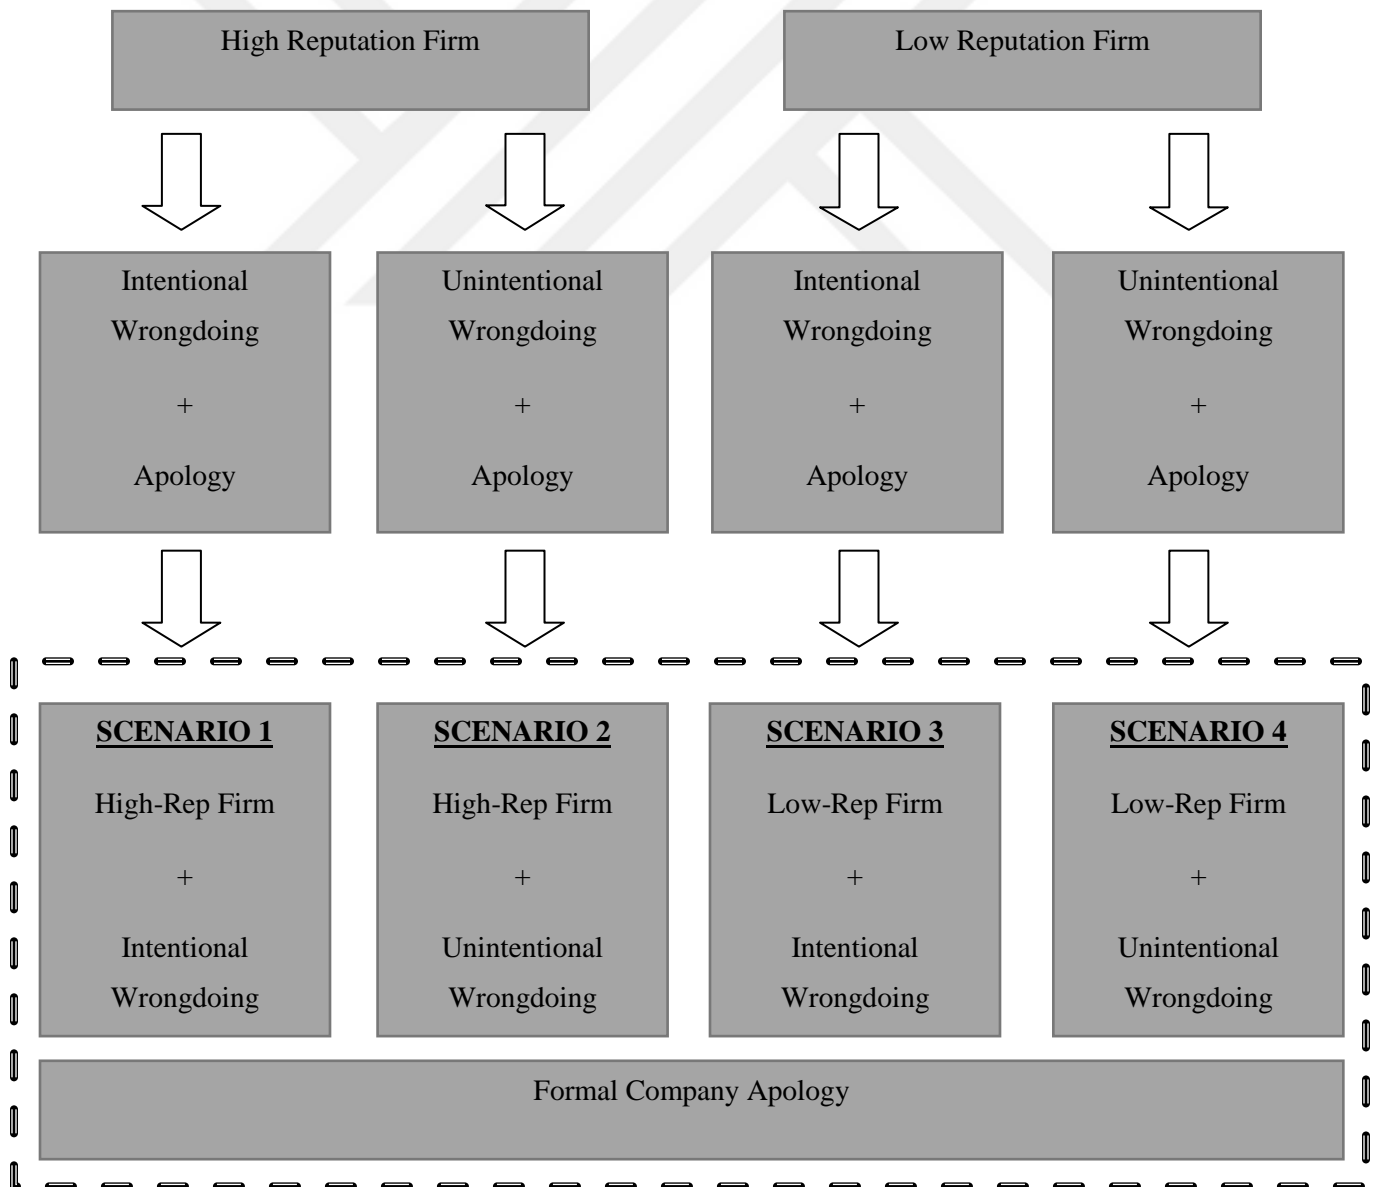 High Reputation Firm
Low Reputation Firm
Intentional
Wrongdoing
+
Apology
Unintentional
Wrongdoing
+
Apology
Intentional
Wrongdoing
+
Apology
Unintentional
Wrongdoing
+
Apology
SCENARIO 1
High-Rep Firm
+
Intentional
Wrongdoing
SCENARIO 2
High-Rep Firm
+
Unintentional
Wrongdoing
SCENARIO 3
Low-Rep Firm
+
Intentional
Wrongdoing
SCENARIO 4
Low-Rep Firm
+
Unintentional
Wrongdoing
Formal Company Apology